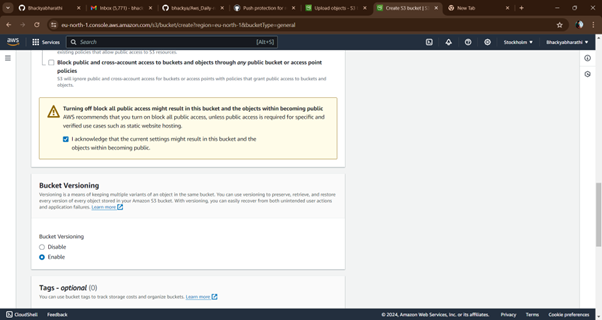 Bhackyabharathi
Inbox (5,771) - bhac
bhackya/Aws_Daily
Push protection for
Upload objects - S3
Create S3 bucket | S
New Tab
eu-north-1.console.aws.amazon.com/s3/bucket/create?region=eu-north-1&bucketType=general
aws
Services
Search
[Alt+S]
Stockholm
Bhackyabharathi
existing policies that allow public access to S3 resources.
Block public and cross-account access to buckets and objects through any public bucket or access point
policies
S3 will ignore public and cross-account access for buckets or access points with policies that grant public access to buckets and
objects.
Turning off block all public access might result in this bucket and the objects within becoming public
AWS recommends that you turn on block all public access, unless public access is required for specific and
verified use cases such as static website hosting.
I acknowledge that the current settings might result in this bucket and the
objects within becoming public.
Bucket Versioning
Versioning is a means of keeping multiple variants of an object in the same bucket. You can use versioning to preserve, retrieve, and restore
every version of every object stored in your Amazon S3 bucket. With versioning, you can easily recover from both unintended user actions
and application failures. Learn more
Bucket Versioning
Disable
Enable
Tags - optional (0)
You can use bucket tags to track storage costs and organize buckets. Learn more
CloudShell
Feedback
© 2024, Amazon Web Services, Inc. or its affiliates.
Privacy
Terms
Cookie preferences